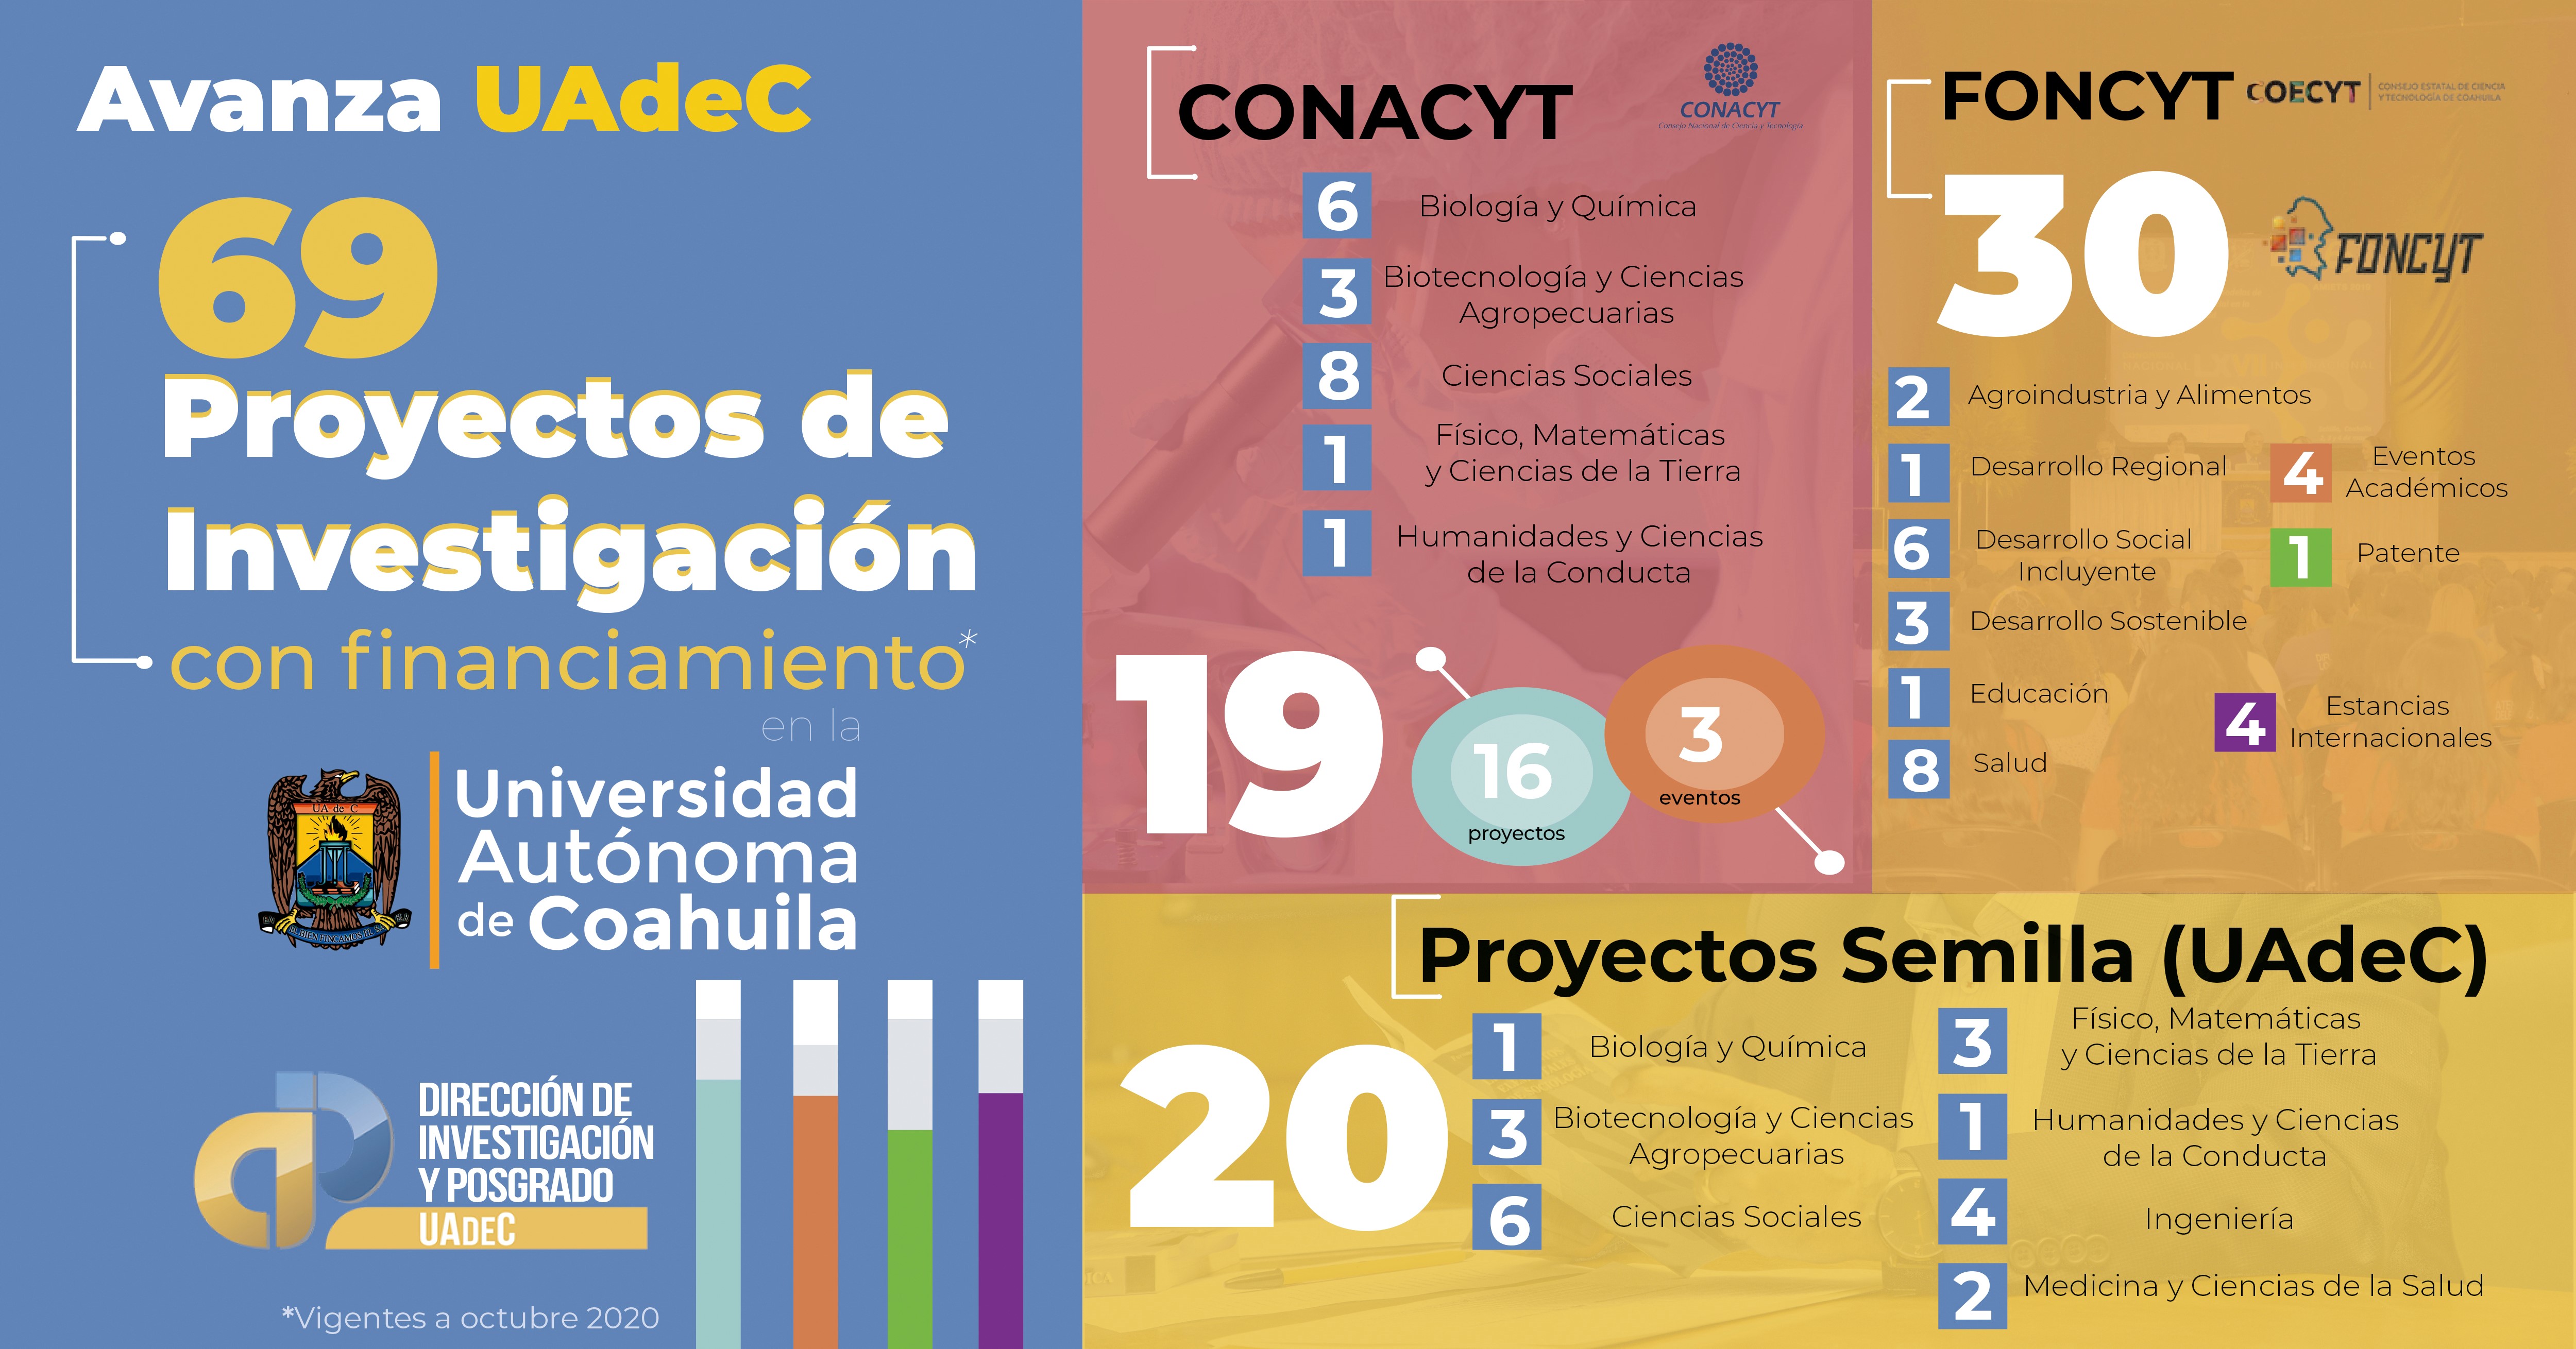 Avanza UAdeC
69
Proyectos de
Investigación
con financiamiento*
en la
UA de C
Universidad
Autónoma
de Coahuila
DIRECCIÓN DE
INVESTIGACIÓN
Y POSGRADO
UADEC
*Vigentes a octubre 2020
CONACYT
CONACYT
Consejo Nacional de Ciencia y Tecnología
6 Biología y Química
3 Biotecnología y Ciencias
Agropecuarias
8 Ciencias Sociales
1 Físico, Matemáticas
y Ciencias de la Tierra
1 Humanidades y Ciencias
de la Conducta
19
16
proyectos
3
eventos
FONCYT
COECYT
CONSEJO ESTATAL DE CIENCIA
Y TECNOLOGÍA DE COAHUILA
30
FONCYT
2 Agroindustria y Alimentos
1 Desarrollo Regional
6 Desarrollo Social
Incluyente
3 Desarrollo Sostenible
1 Educación
8 Salud
4 Eventos
Académicos
1 Patente
4 Estancias
Internacionales
Proyectos Semilla (UAdeC)
20
1 Biología y Química
3 Biotecnología y Ciencias
Agropecuarias
6 Ciencias Sociales
3 Físico, Matemáticas
y Ciencias de la Tierra
1 Humanidades y Ciencias
de la Conducta
4 Ingeniería
2 Medicina y Ciencias de la Salud